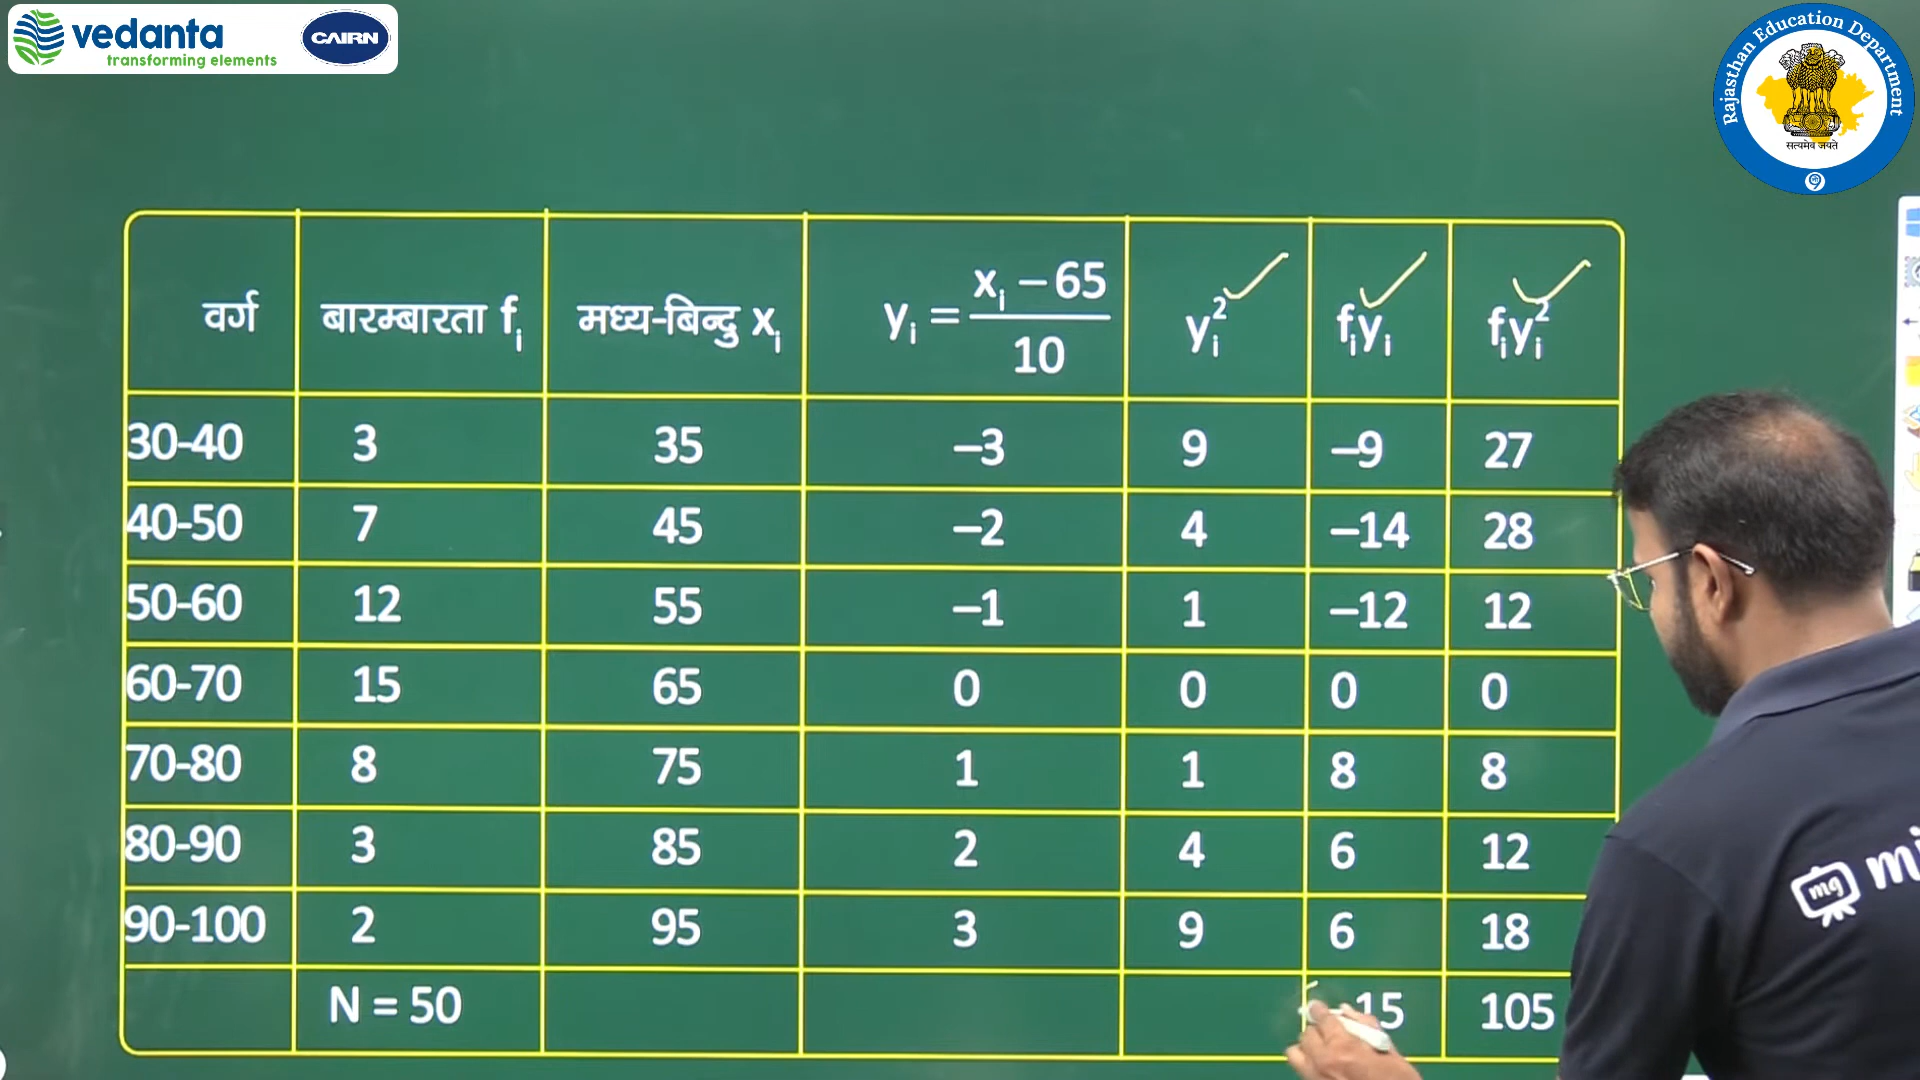 vedanta
transforming elements
CAIRN
Rajasthan Education Department
सत्यमेव जयते
वर्ग बारम्बारता fᵢ मध्य-बिन्दु xᵢ yᵢ = (xᵢ – 65)/10 yᵢ² fᵢyᵢ fᵢyᵢ²
30-40 3 35 –3 9 –9 27
40-50 7 45 –2 4 –14 28
50-60 12 55 –1 1 –12 12
60-70 15 65 0 0 0 0
70-80 8 75 1 1 8 8
80-90 3 85 2 4 6 12
90-100 2 95 3 9 6 18
N = 50 –15 105
mg